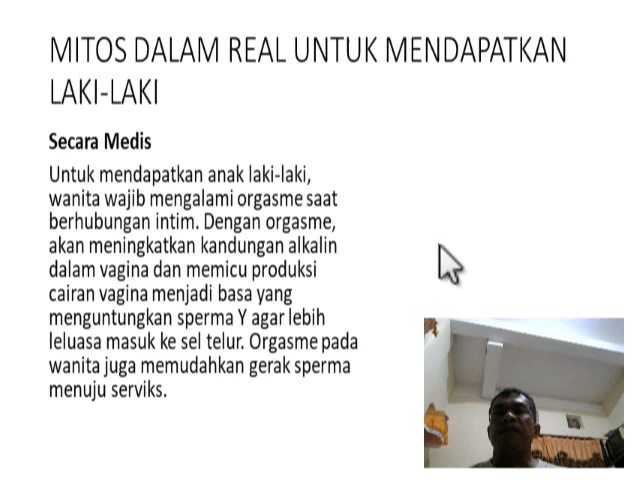 MITOS DALAM REAL UNTUK MENDAPATKAN
LAKI-LAKI
Secara Medis
Untuk mendapatkan anak laki-laki,
wanita wajib mengalami orgasme saat
berhubungan intim. Dengan orgasme,
akan meningkatkan kandungan alkalin
dalam vagina dan memicu produksi
cairan vagina menjadi basa yang
menguntungkan sperma Y agar lebih
leluasa masuk ke sel telur. Orgasme pada
wanita juga memudahkan gerak sperma
menuju serviks.